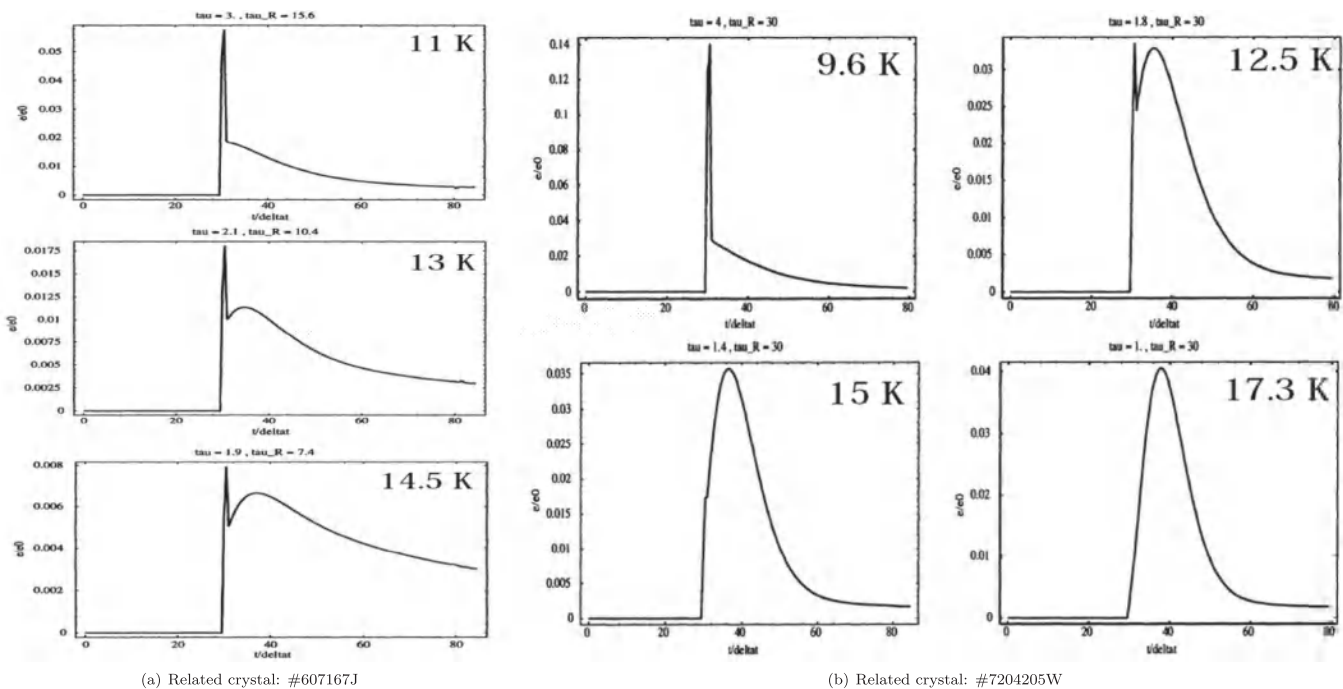 tau = 3. , tau_R = 15.6
11 K
0.05
0.04
0.03
0.02
0.01
0
e/e0
0 20 40 60 80
t/deltat
tau = 2.1 , tau_R = 10.4
13 K
0.0175
0.015
0.0125
0.01
0.0075
0.005
0.0025
0
e/e0
0 20 40 60 80
t/deltat
tau = 1.9 , tau_R = 7.4
14.5 K
0.008
0.006
0.004
0.002
0
e/e0
0 20 40 60 80
t/deltat
(a) Related crystal: #607167J
tau = 4 , tau_R = 30
9.6 K
0.14
0.12
0.1
0.08
0.06
0.04
0.02
0
e/e0
0 20 40 60 80
t/deltat
tau = 1.8 , tau_R = 30
12.5 K
0.03
0.025
0.02
0.015
0.01
0.005
0
e/e0
0 20 40 60 80
t/deltat
tau = 1.4 , tau_R = 30
15 K
0.035
0.03
0.025
0.02
0.015
0.01
0.005
0
e/e0
0 20 40 60 80
t/deltat
tau = 1. , tau_R = 30
17.3 K
0.04
0.03
0.02
0.01
0
e/e0
0 20 40 60 80
t/deltat
(b) Related crystal: #7204205W